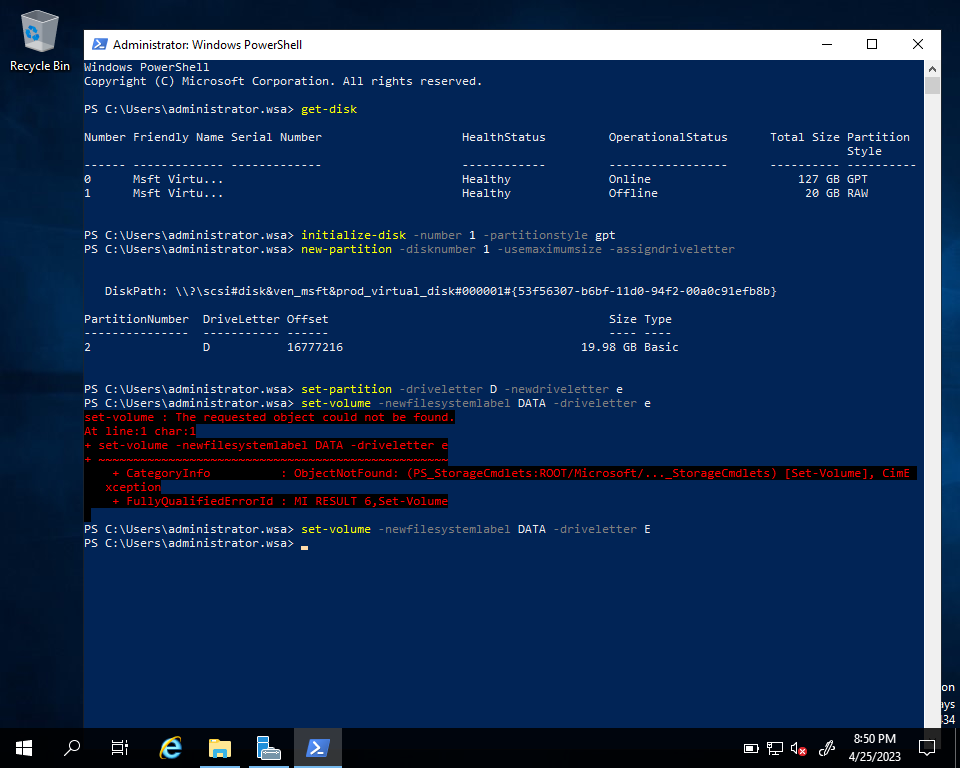 Recycle Bin
Administrator: Windows PowerShell
Windows PowerShell
Copyright (C) Microsoft Corporation. All rights reserved.
PS C:\Users\administrator.wsa> get-disk
Number Friendly Name Serial Number HealthStatus OperationalStatus Total Size Partition
Style
------ ------------- ------------- ------------ ----------------- ---------- ----------
0 Msft Virtu... Healthy Online 127 GB GPT
1 Msft Virtu... Healthy Offline 20 GB RAW
PS C:\Users\administrator.wsa> initialize-disk -number 1 -partitionstyle gpt
PS C:\Users\administrator.wsa> new-partition -disknumber 1 -usemaximumsize -assigndriveletter
DiskPath: \\?\scsi#disk&ven_msft&prod_virtual_disk#000001#{53f56307-b6bf-11d0-94f2-00a0c91efb8b}
PartitionNumber DriveLetter Offset Size Type
--------------- ----------- ------ ---- ----
2 D 16777216 19.98 GB Basic
PS C:\Users\administrator.wsa> set-partition -driveletter D -newdriveletter e
PS C:\Users\administrator.wsa> set-volume -newfilesystemlabel DATA -driveletter e
set-volume : The requested object could not be found.
At line:1 char:1
+ set-volume -newfilesystemlabel DATA -driveletter e
+ ~~~~~~~~~~~~~~~~~~~~~~~~~~~~~~~~~~~~~~~~~~~~~~~~~~
+ CategoryInfo : ObjectNotFound: (PS_StorageCmdlets:ROOT/Microsoft/..._StorageCmdlets) [Set-Volume], CimE
xception
+ FullyQualifiedErrorId : MI RESULT 6,Set-Volume
PS C:\Users\administrator.wsa> set-volume -newfilesystemlabel DATA -driveletter E
PS C:\Users\administrator.wsa>
on
ays
34
8:50 PM
4/25/2023